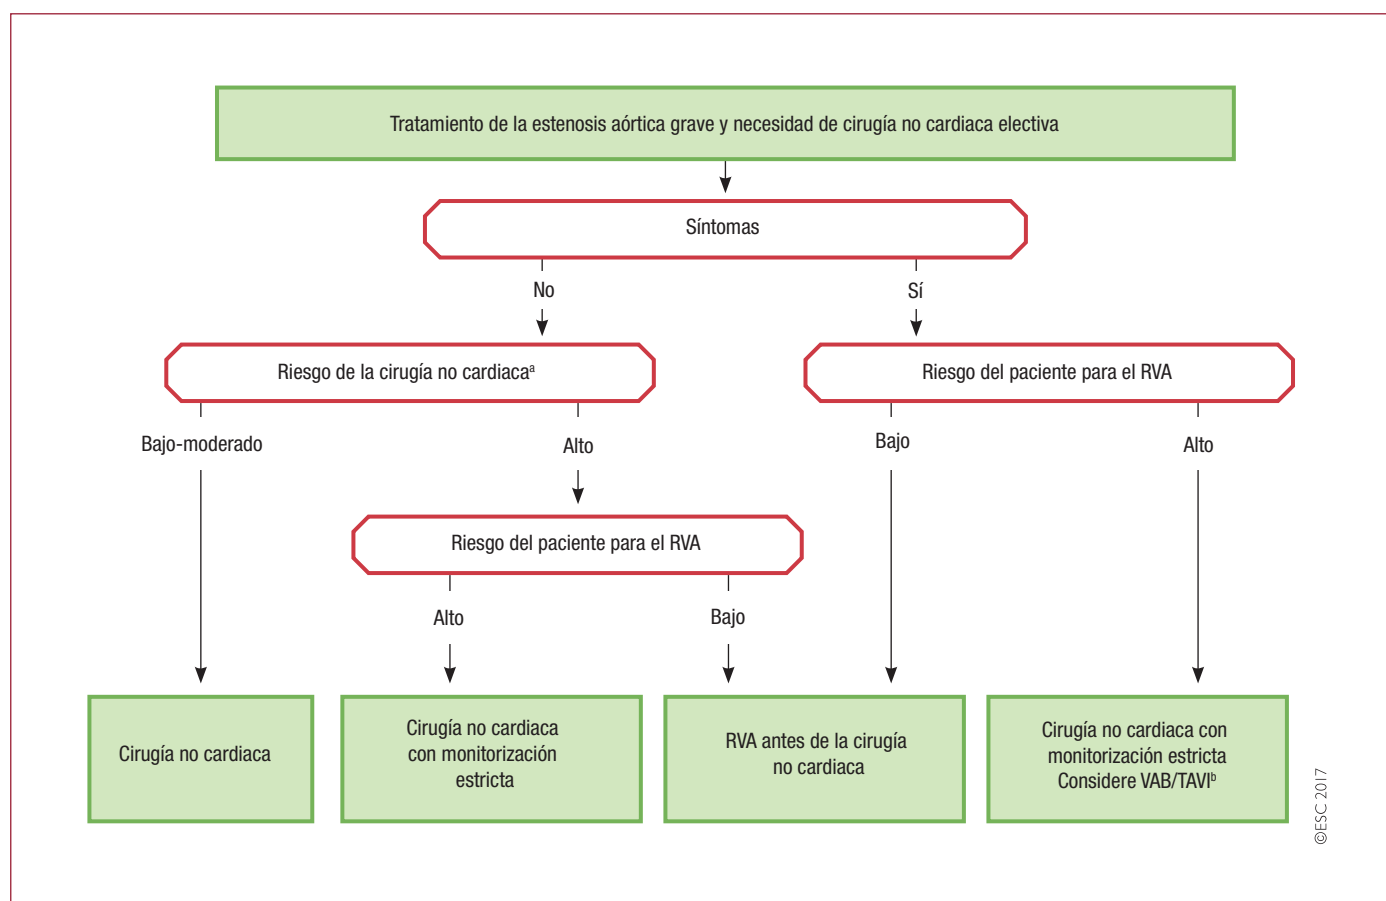 Tratamiento de la estenosis aórtica grave y necesidad de cirugía no cardiaca electiva
Síntomas
No
Sí
Riesgo de la cirugía no cardiacaᵃ
Riesgo del paciente para el RVA
Bajo-moderado
Alto
Bajo
Alto
Riesgo del paciente para el RVA
Alto
Bajo
Cirugía no cardiaca
Cirugía no cardiaca
con monitorización
estricta
RVA antes de la cirugía
no cardiaca
Cirugía no cardiaca con
monitorización estricta
Considere VAB/TAVIᵇ
©ESC 2017